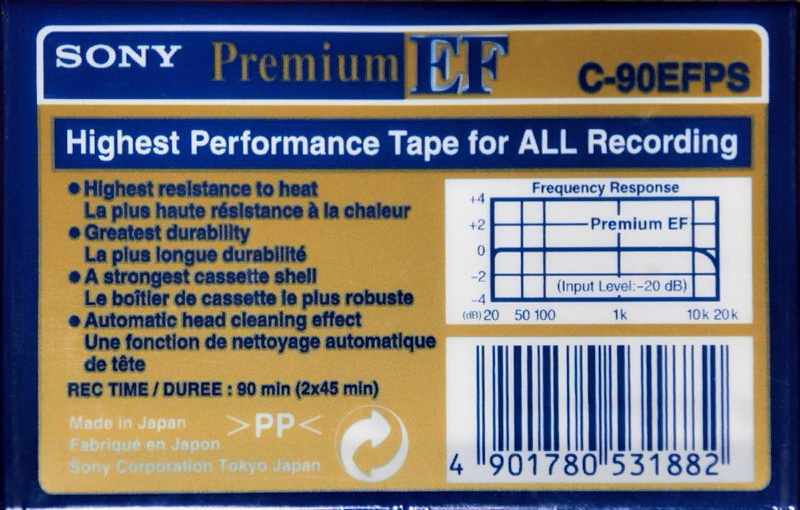 SONY Premium EF C-90EFPS
Highest Performance Tape for ALL Recording
● Highest resistance to heat
La plus haute résistance à la chaleur
● Greatest durability
La plus longue durabilité
● A strongest cassette shell
Le boîtier de cassette le plus robuste
● Automatic head cleaning effect
Une fonction de nettoyage automatique
de tête
REC TIME / DUREE : 90 min (2x45 min)
Made in Japan
Fabriqué en Japon
Sony Corporation Tokyo Japan
>PP<
Frequency Response
+4
+2
0
-2
-4
Premium EF
(Input Level:-20 dB)
(dB) 20 50 100 1k 10k 20k
4 901780 531882